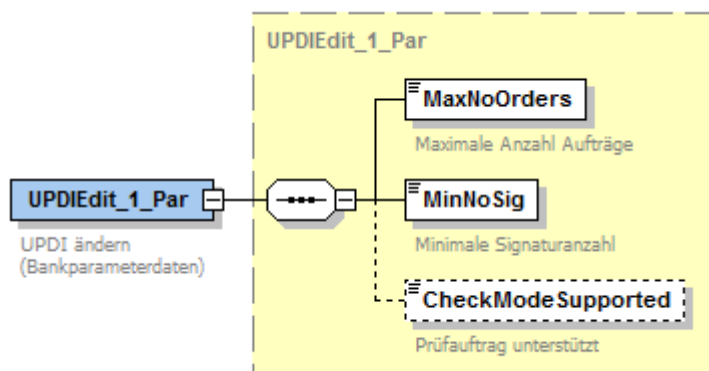 UPDIEdit_1_Par
MaxNoOrders
Maximale Anzahl Aufträge
UPDIEdit_1_Par
MinNoSig
UPDI ändern
(Bankparameterdaten)
Minimale Signaturanzahl
CheckModeSupported
Prüfauftrag unterstützt